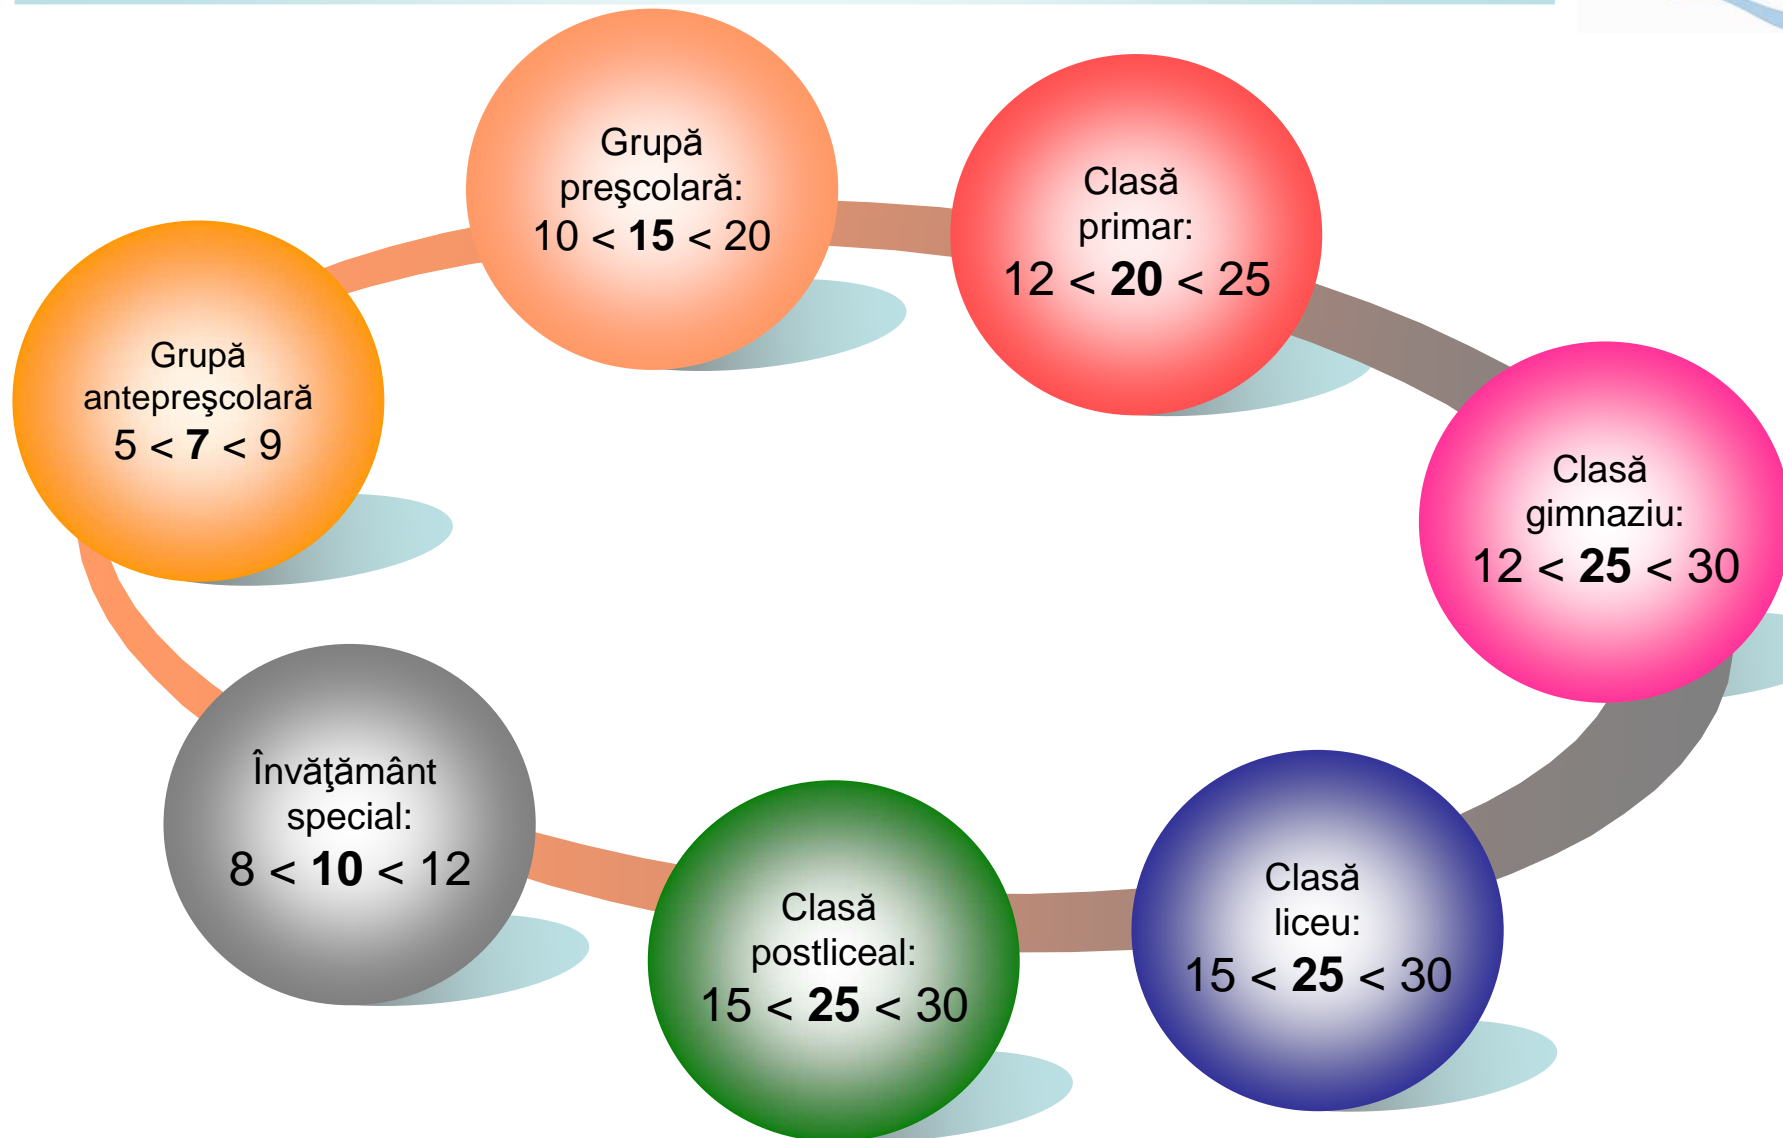 Grupă
preşcolară:
10 < 15 < 20
Clasă
primar:
12 < 20 < 25
Grupă
antepreşcolară
5 < 7 < 9
Clasă
gimnaziu:
12 < 25 < 30
Învăţământ
special:
8 < 10 < 12
Clasă
postliceal:
15 < 25 < 30
Clasă
liceu:
15 < 25 < 30